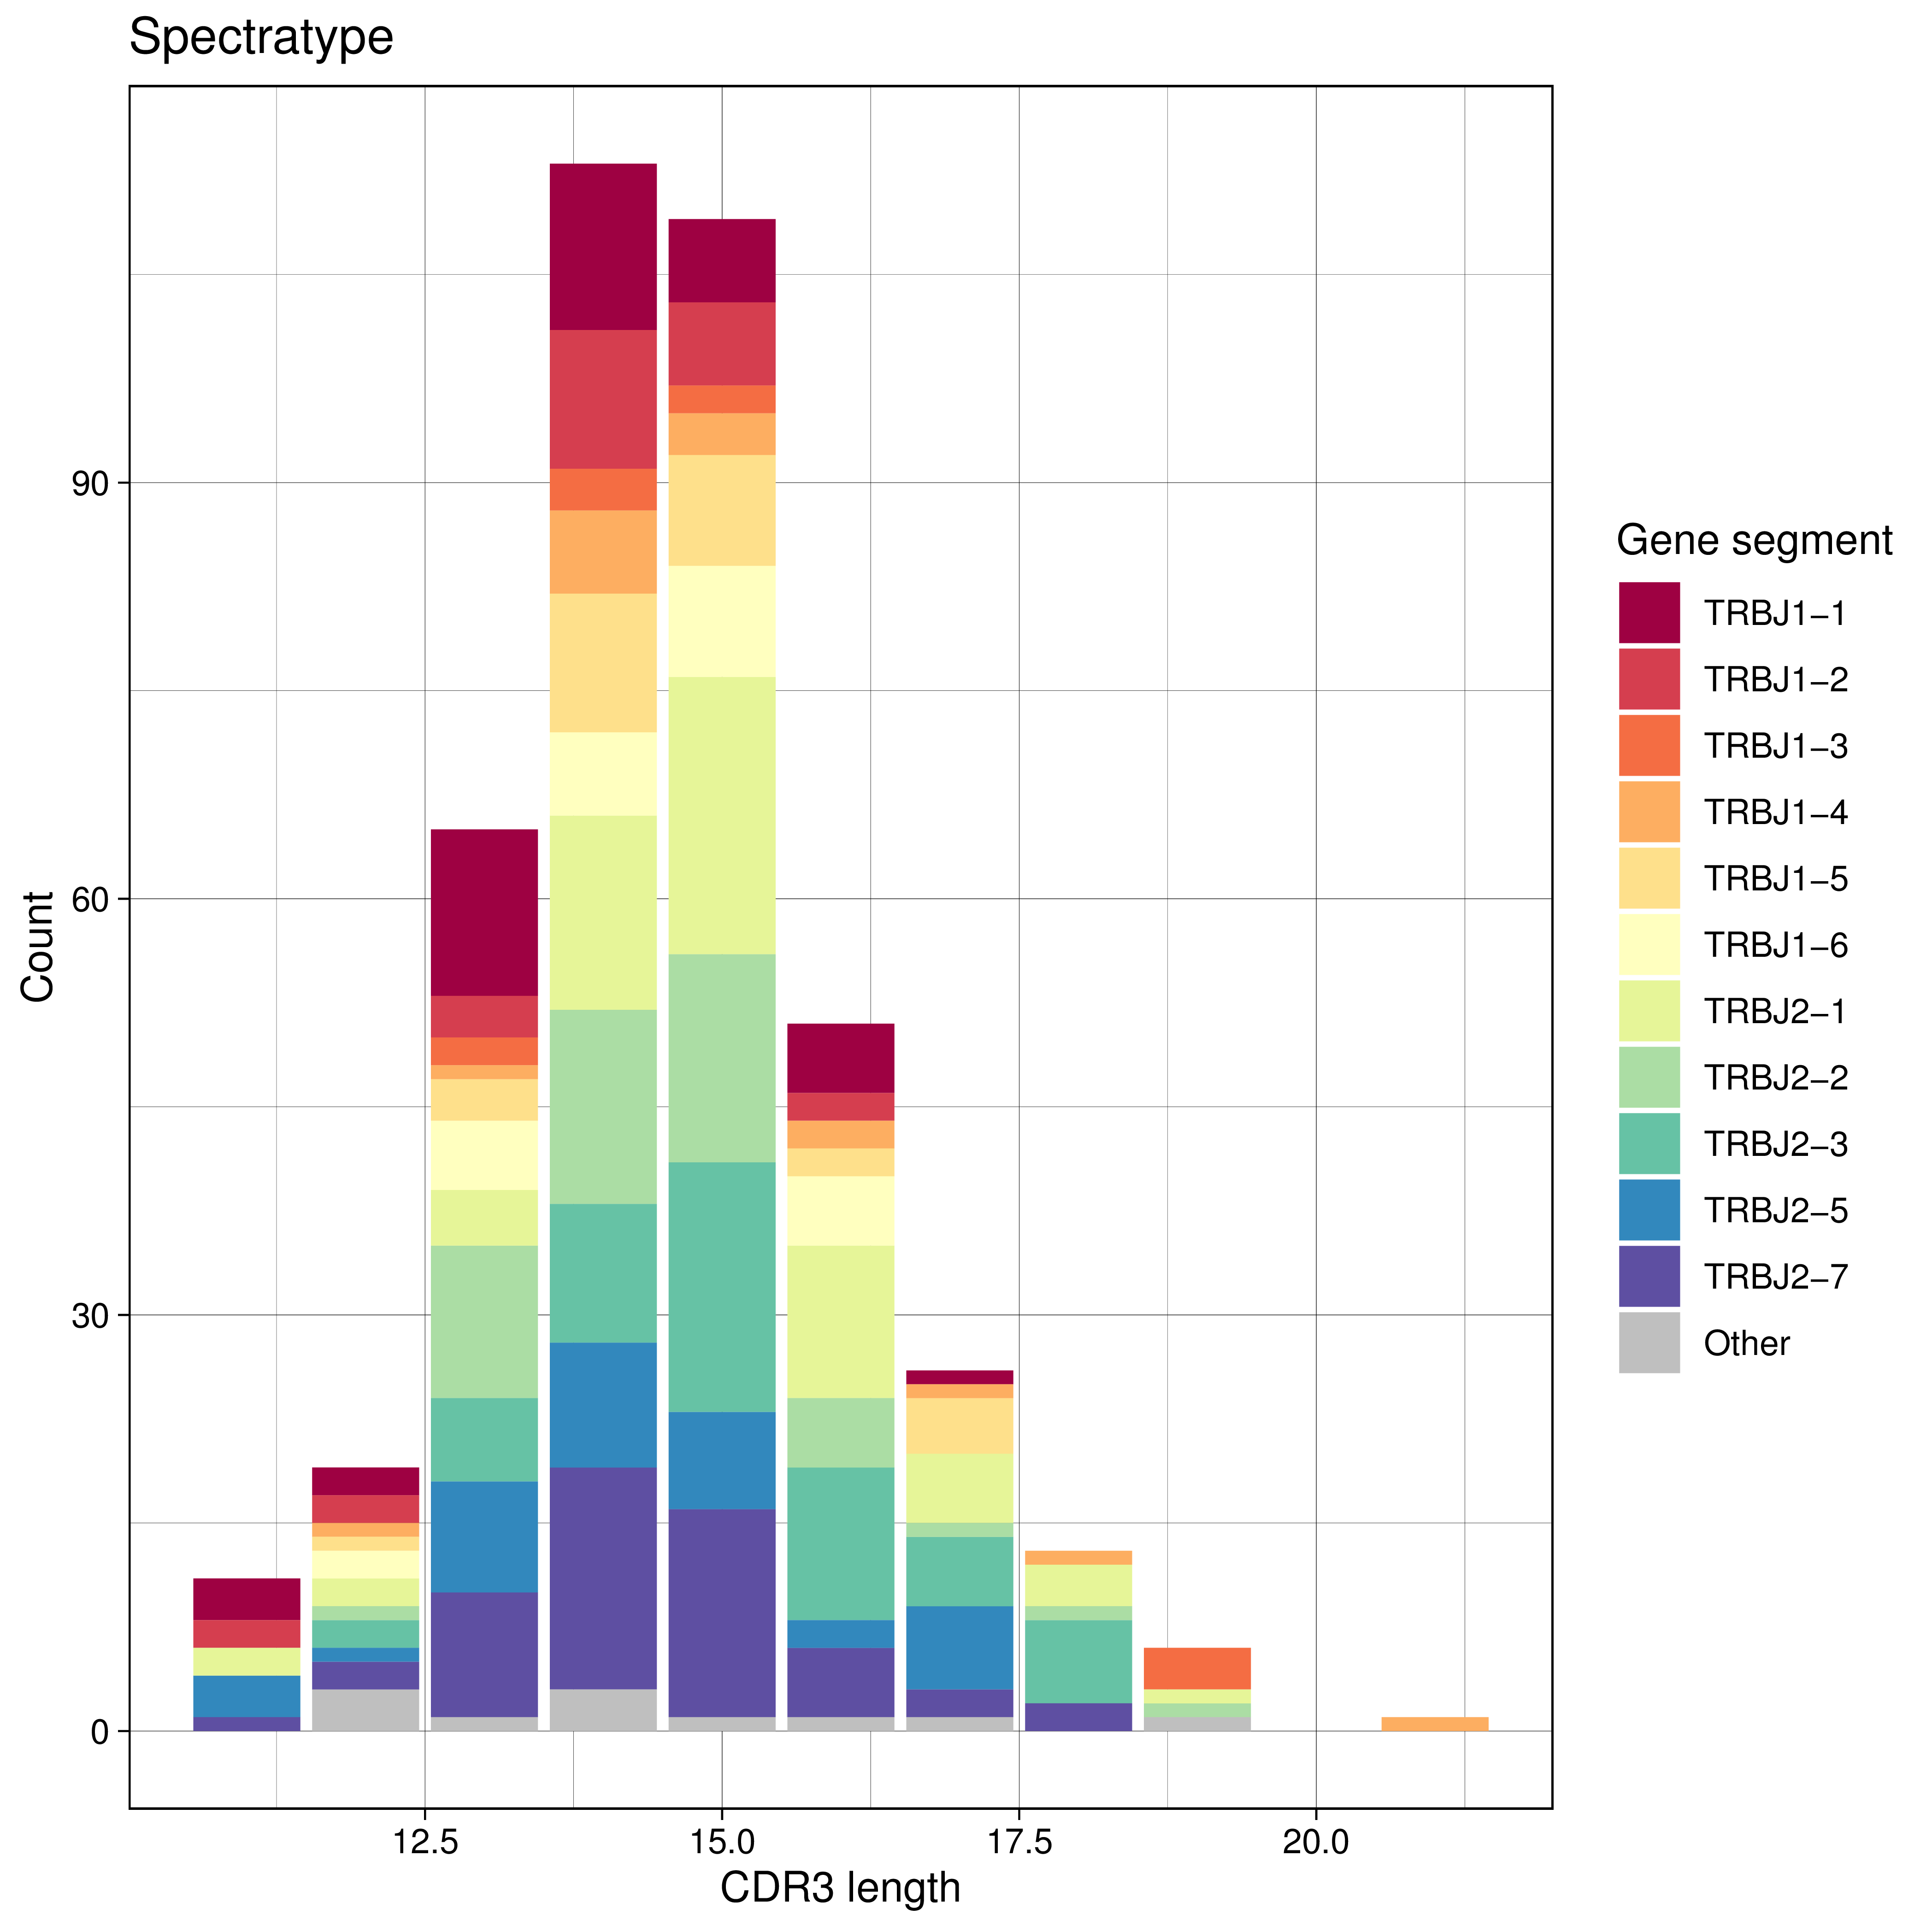 Spectratype
Count
90
60
30
0
12.5 15.0 17.5 20.0
CDR3 length
Gene segment
TRBJ1−1
TRBJ1−2
TRBJ1−3
TRBJ1−4
TRBJ1−5
TRBJ1−6
TRBJ2−1
TRBJ2−2
TRBJ2−3
TRBJ2−5
TRBJ2−7
Other